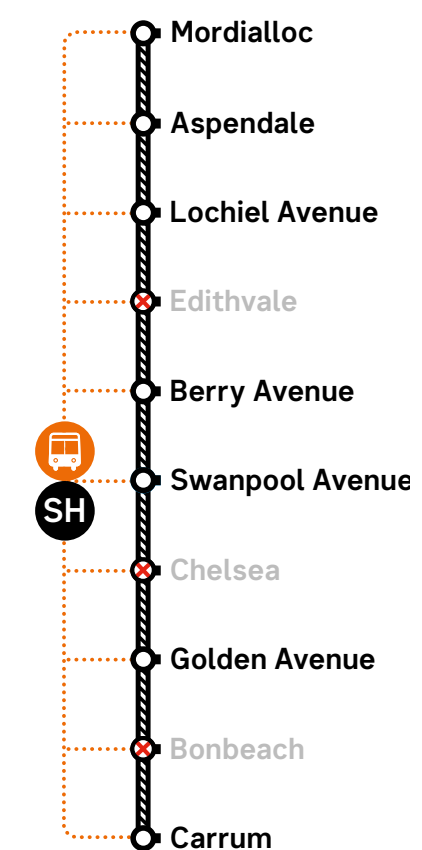 Mordialloc
Aspendale
Lochiel Avenue
Edithvale
Berry Avenue
Swanpool Avenue
SH
Chelsea
Golden Avenue
Bonbeach
Carrum